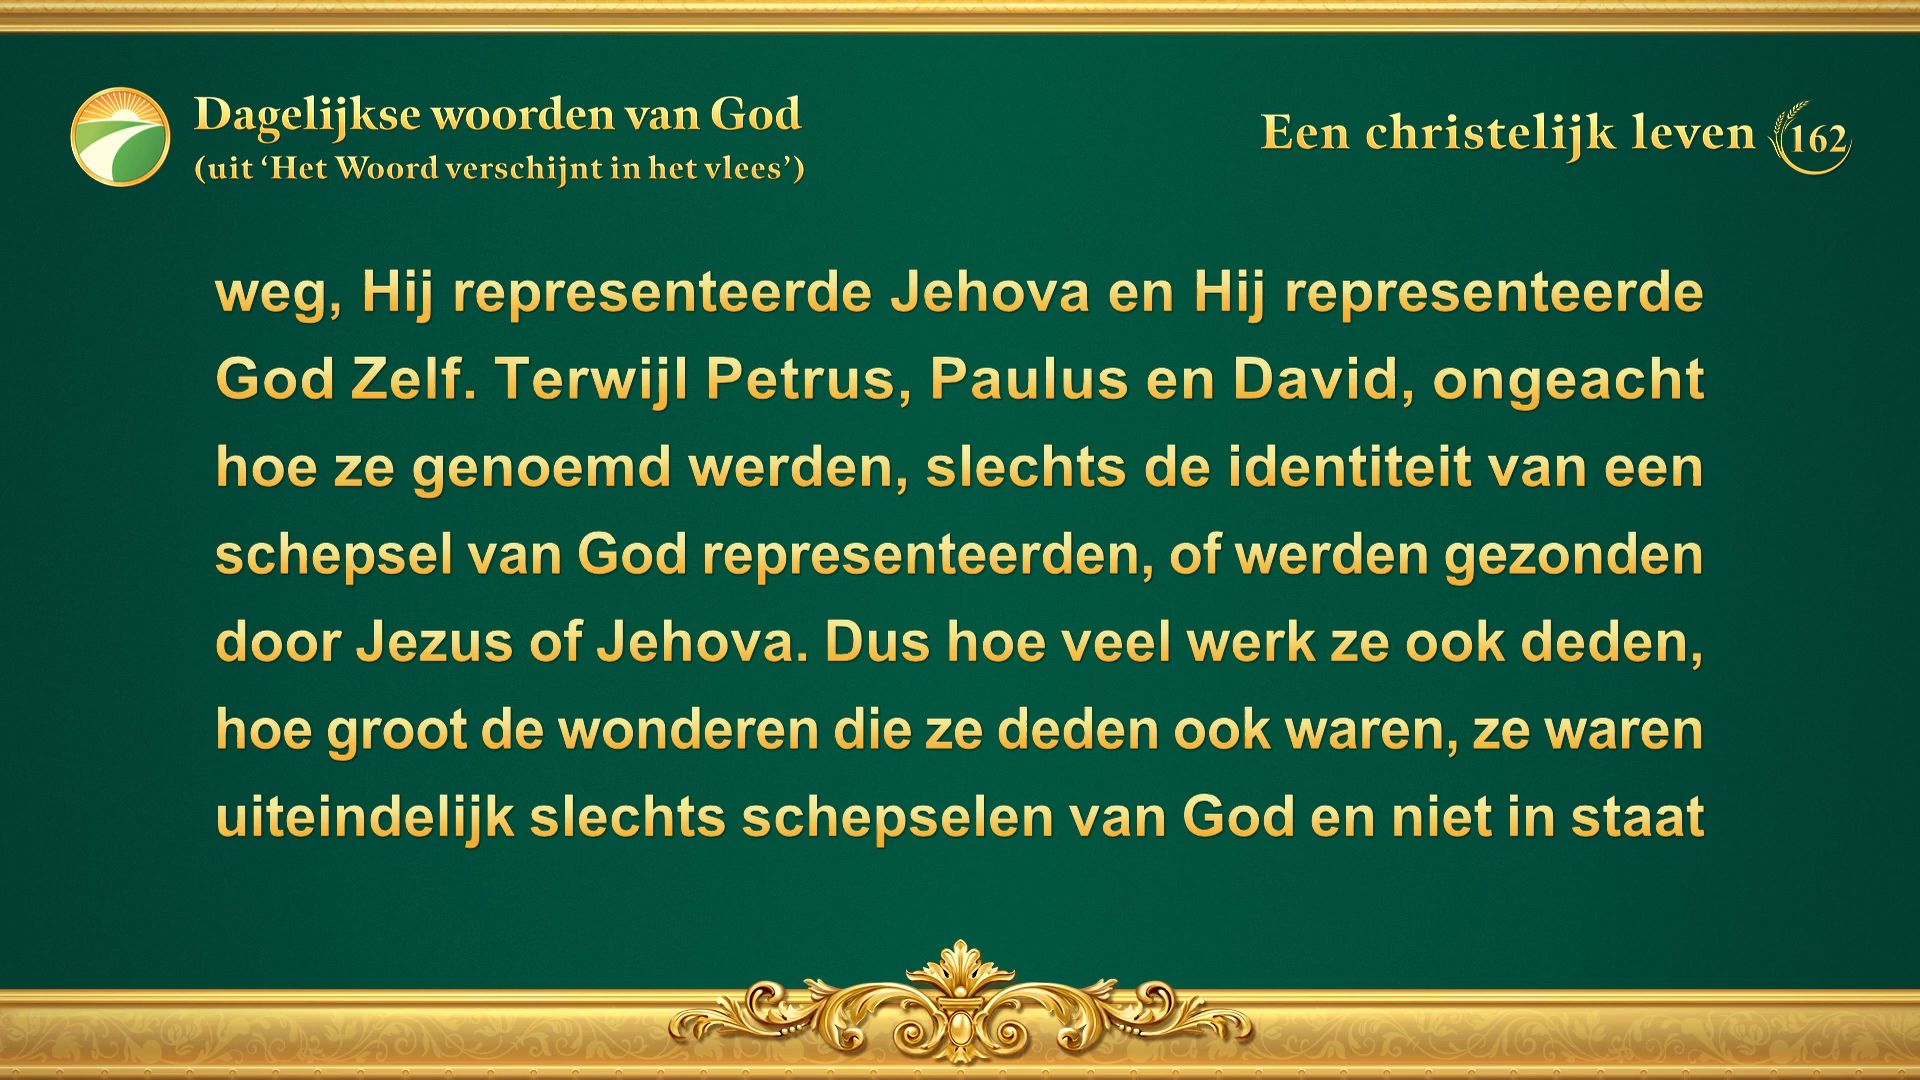 Dagelijkse woorden van God
(uit ‘Het Woord verschijnt in het vlees’)
Een christelijk leven 162
weg, Hij representeerde Jehova en Hij representeerde
God Zelf. Terwijl Petrus, Paulus en David, ongeacht
hoe ze genoemd werden, slechts de identiteit van een
schepsel van God representeerden, of werden gezonden
door Jezus of Jehova. Dus hoe veel werk ze ook deden,
hoe groot de wonderen die ze deden ook waren, ze waren
uiteindelijk slechts schepselen van God en niet in staat